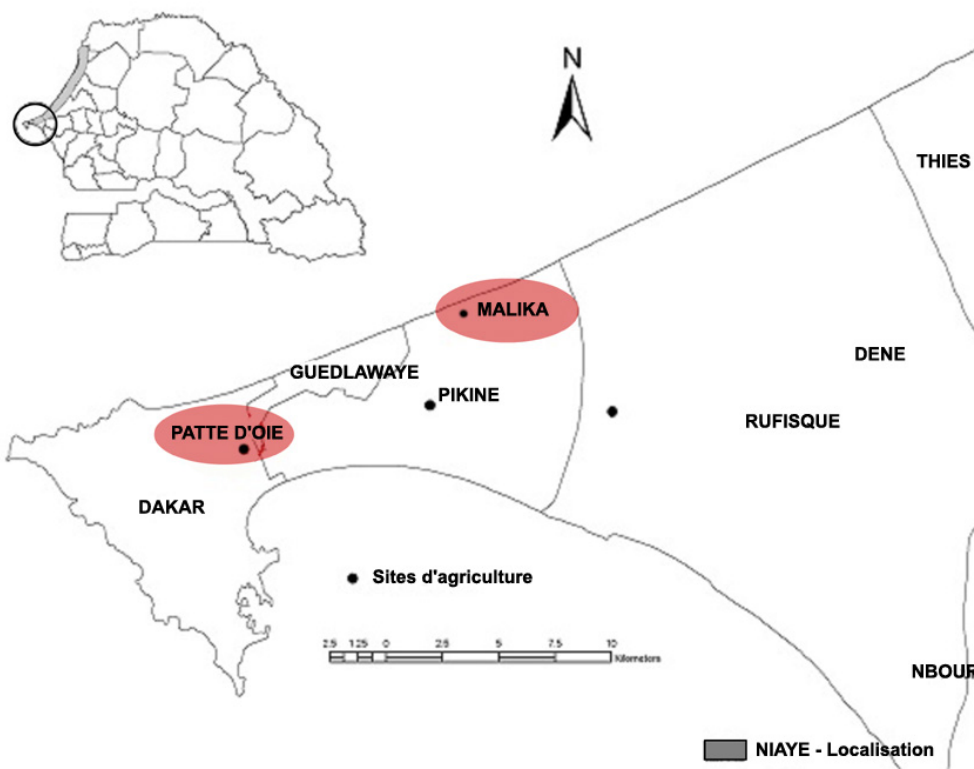 N
THIES
MALIKA
DENE
GUEDLAWAYE
PIKINE
RUFISQUE
PATTE D'OIE
DAKAR
Sites d'agriculture
2.5 1.25 0 2.5 5 7.5 10
Kilometers
NBOUR
NIAYE - Localisation